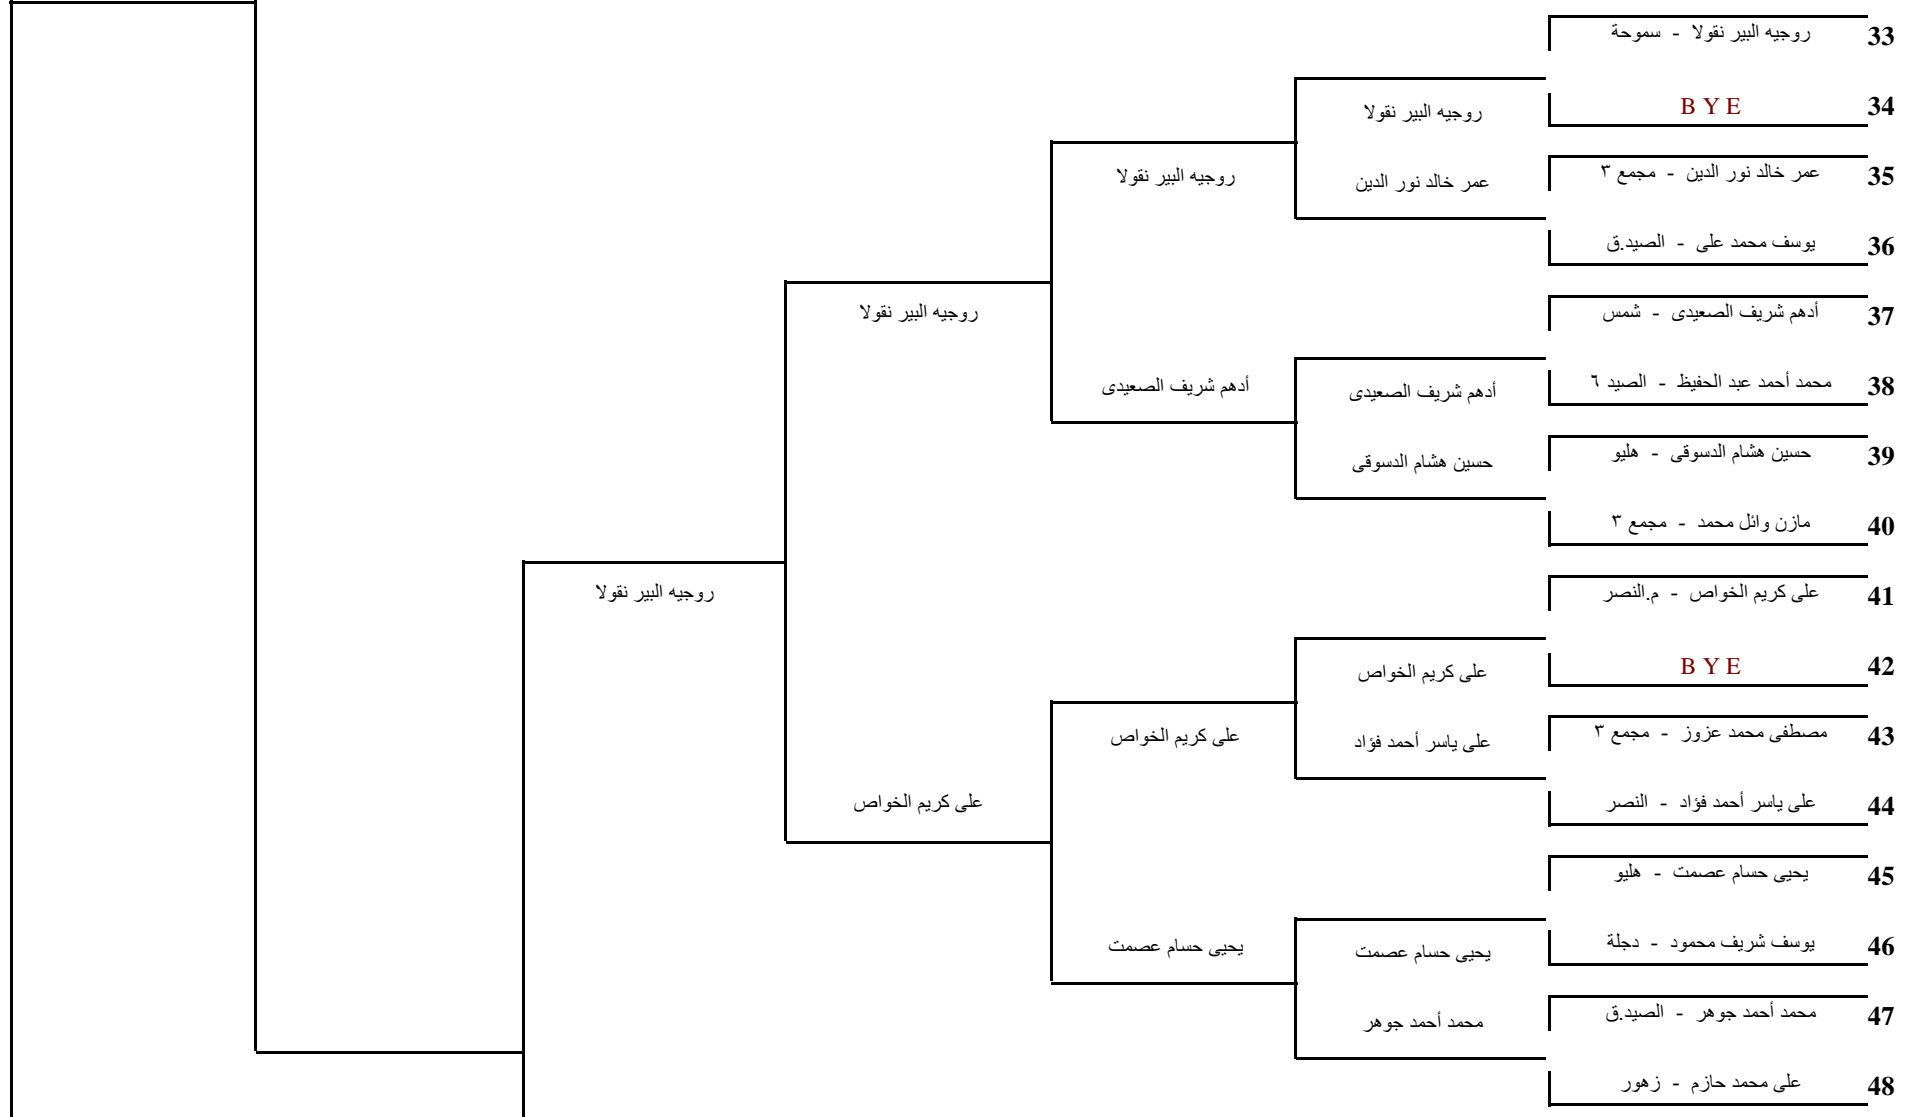 33 روجيه البير نقولا - سموحة
34 B Y E
روجيه البير نقولا
35 عمر خالد نور الدين - مجمع ٣
عمر خالد نور الدين
روجيه البير نقولا
36 يوسف محمد على - الصيد.ق
37 أدهم شريف الصعيدى - شمس
روجيه البير نقولا
38 محمد أحمد عبد الحفيظ - الصيد ٦
أدهم شريف الصعيدى
أدهم شريف الصعيدى
39 حسين هشام الدسوقى - هليو
حسين هشام الدسوقى
40 مازن وائل محمد - مجمع ٣
41 على كريم الخواص - م.النصر
روجيه البير نقولا
42 B Y E
على كريم الخواص
43 مصطفى محمد عزوز - مجمع ٣
على ياسر أحمد فؤاد
على كريم الخواص
44 على ياسر أحمد فؤاد - النصر
على كريم الخواص
45 يحيى حسام عصمت - هليو
46 يوسف شريف محمود - دجلة
يحيى حسام عصمت
يحيى حسام عصمت
47 محمد أحمد جوهر - الصيد.ق
محمد أحمد جوهر
48 على محمد حازم - زهور